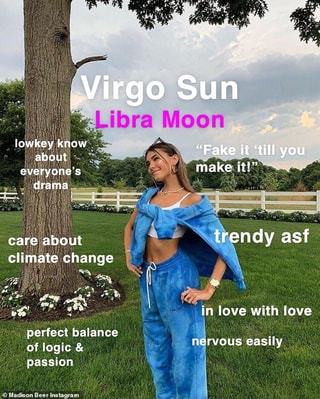 Virgo Sun
Libra Moon
lowkey know
about
everyone's
drama
"Fake it 'till you
make it!"
care about
climate change
trendy asf
in love with love
perfect balance
of logic &
passion
nervous easily
© Madison Beer Instagram